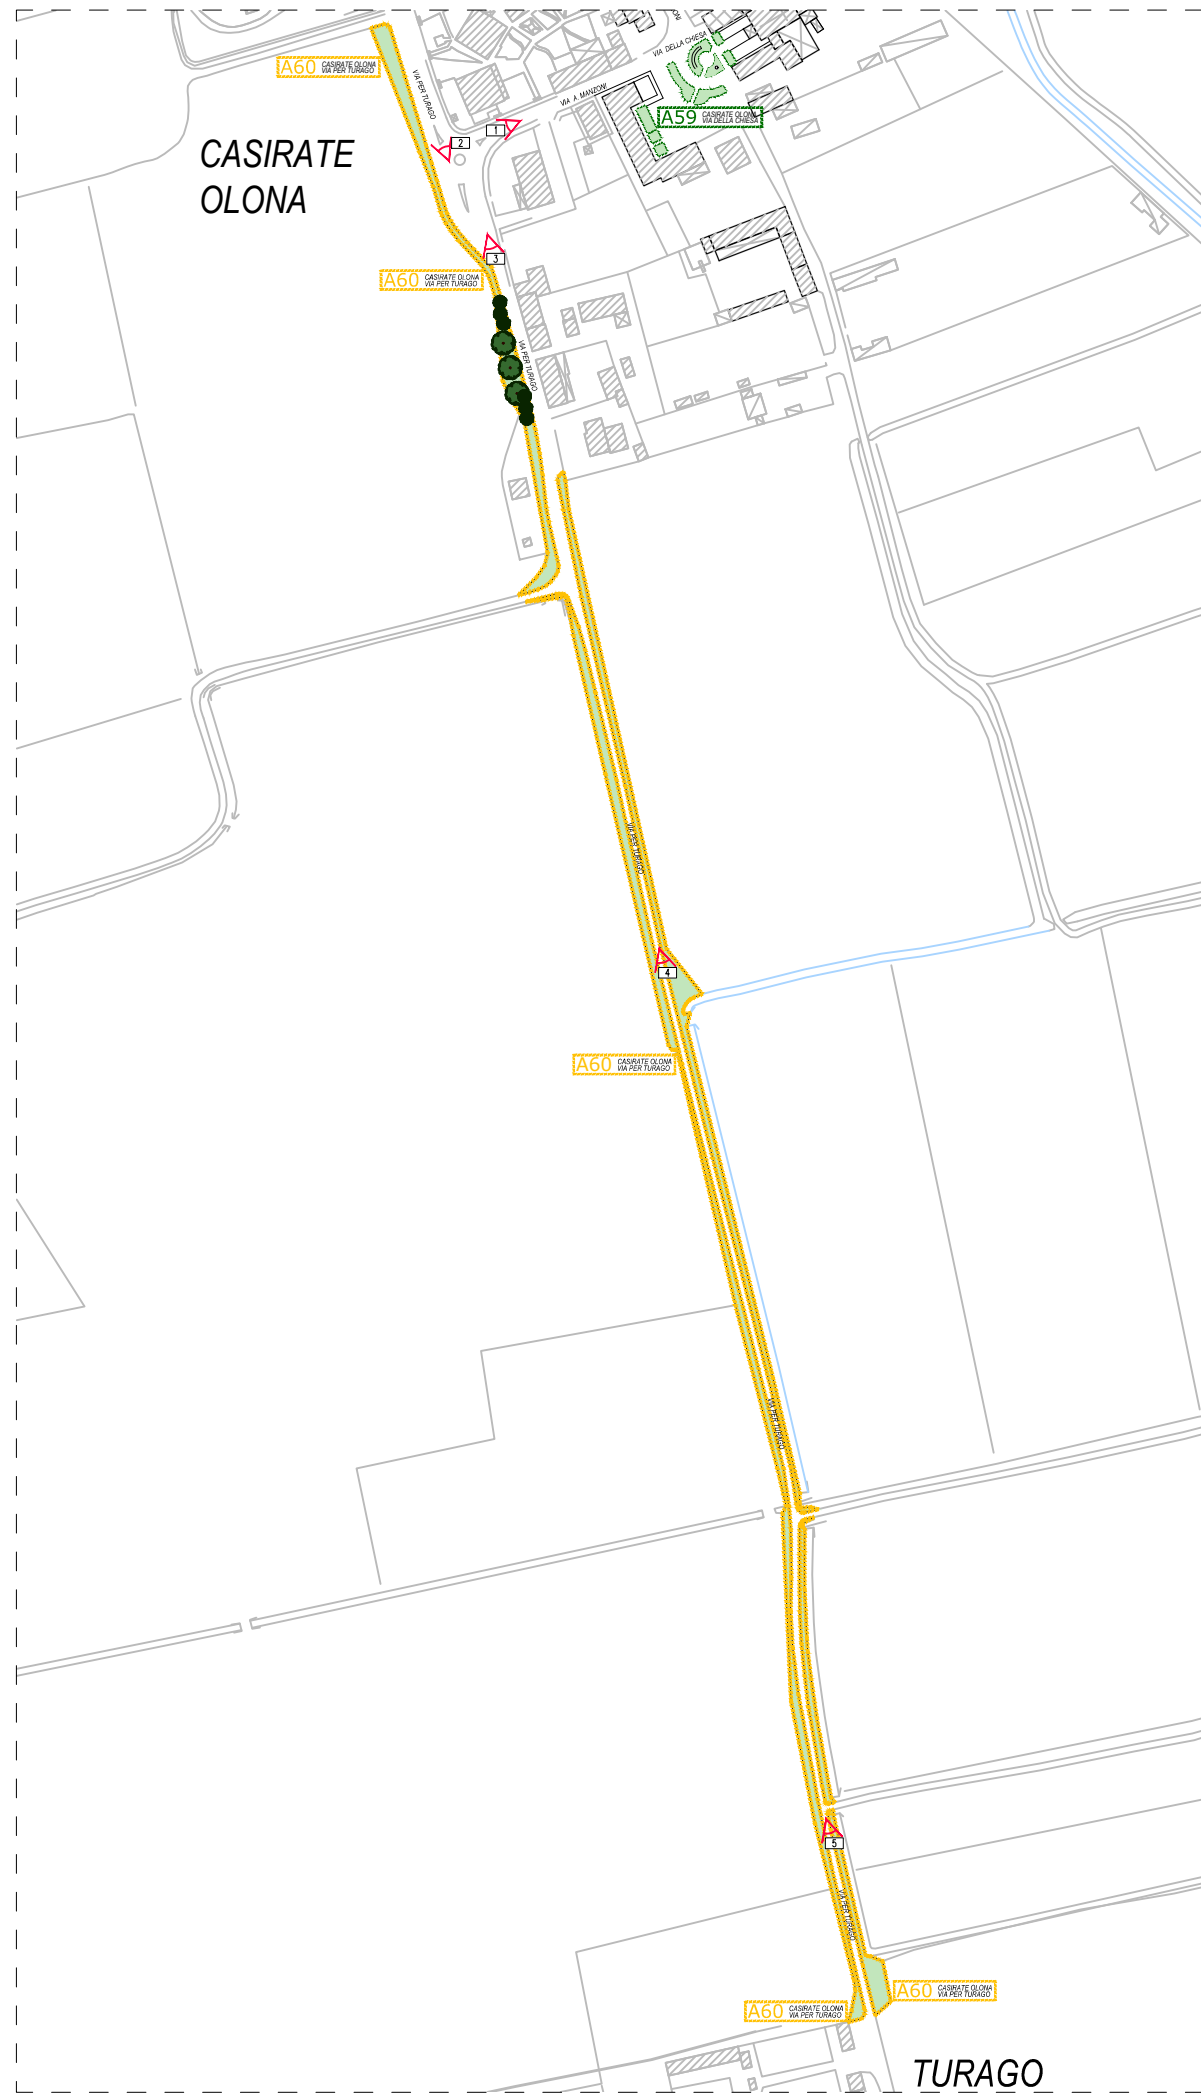 VIA DELLA CHIESA
A60 CASIRATE OLONA
VIA PER TURAGO
VIA PER TURAGO
VIA A. MANZONI
A59 CASIRATE OLONA
VIA DELLA CHIESA
1
2
CASIRATE
OLONA
3
A60 CASIRATE OLONA
VIA PER TURAGO
VIA PER TURAGO
VIA PER TURAGO
4
A60 CASIRATE OLONA
VIA PER TURAGO
VIA PER TURAGO
5
VIA PER TURAGO
A60 CASIRATE OLONA
VIA PER TURAGO
A60 CASIRATE OLONA
VIA PER TURAGO
TURAGO